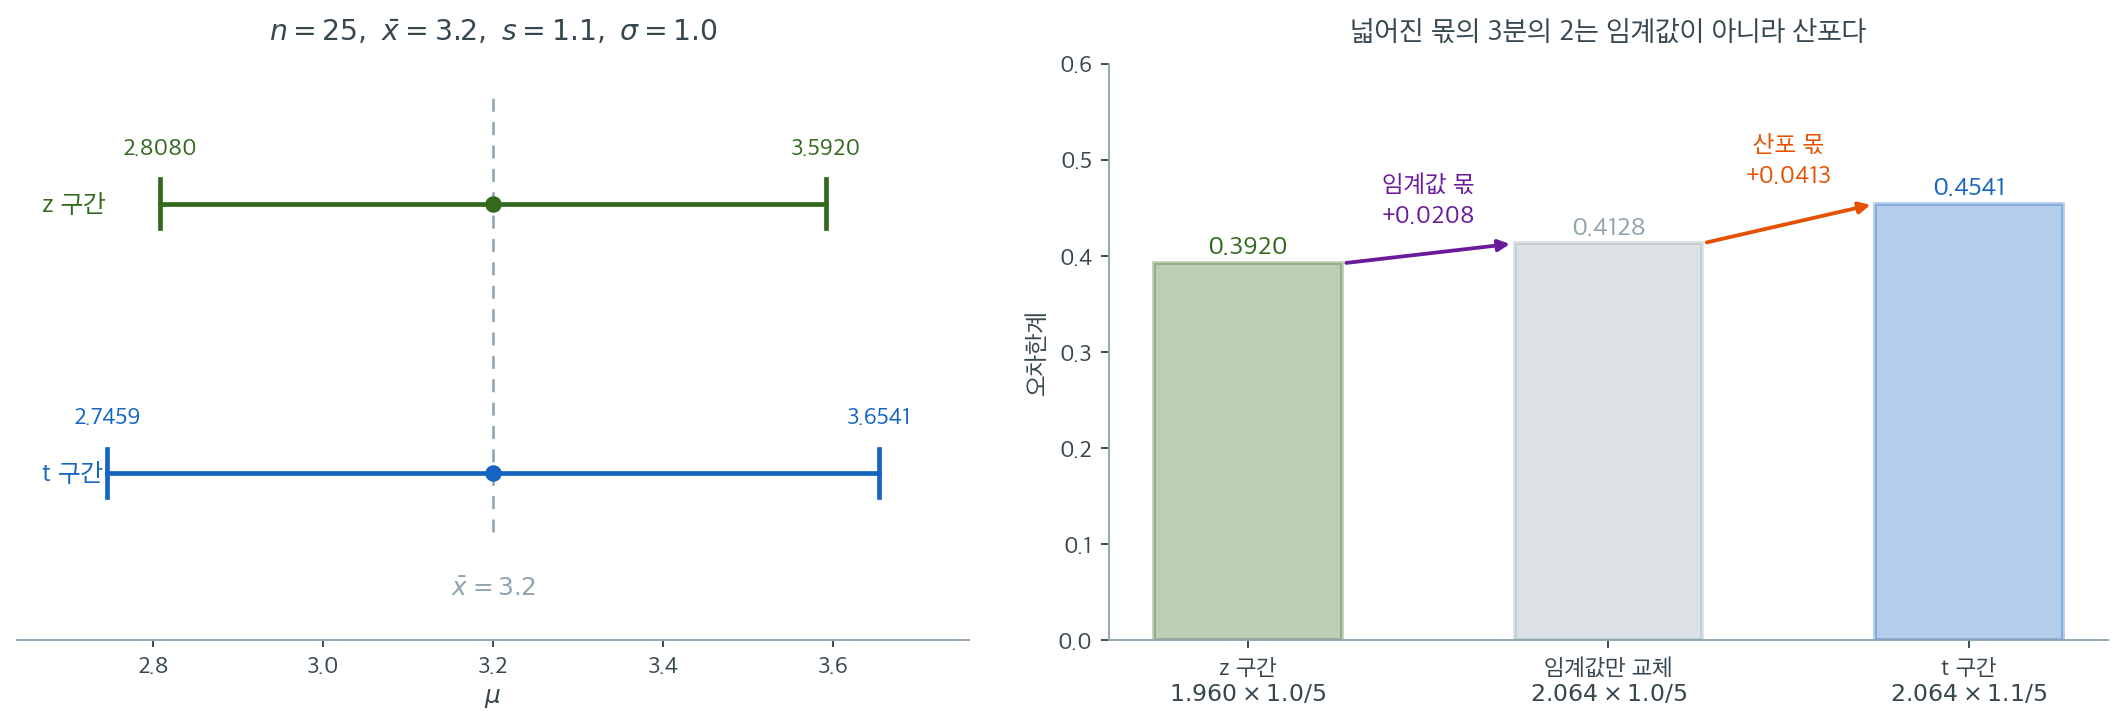 n = 25, x̄ = 3.2, s = 1.1, σ = 1.0
2.8080
3.5920
z 구간
2.7459
3.6541
t 구간
x̄ = 3.2
2.8
3.0
3.2
3.4
3.6
μ
넓어진 몫의 3분의 2는 임계값이 아니라 산포다
오차한계
0.6
0.5
0.4
0.3
0.2
0.1
0.0
0.3920
임계값 몫
+0.0208
0.4128
산포 몫
+0.0413
0.4541
z 구간
1.960 × 1.0/5
임계값만 교체
2.064 × 1.0/5
t 구간
2.064 × 1.1/5